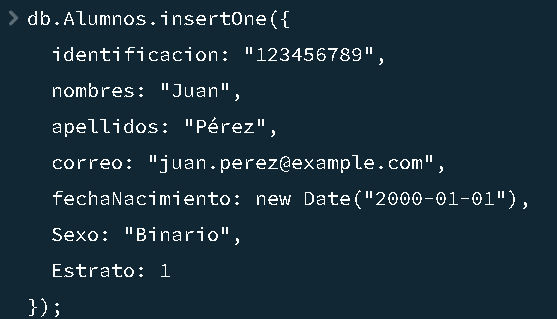 db.Alumnos.insertOne({
identificacion: "123456789",
nombres: "Juan",
apellidos: "Pérez",
correo: "juan.perez@example.com",
fechaNacimiento: new Date("2000-01-01"),
Sexo: "Binario",
Estrato: 1
});